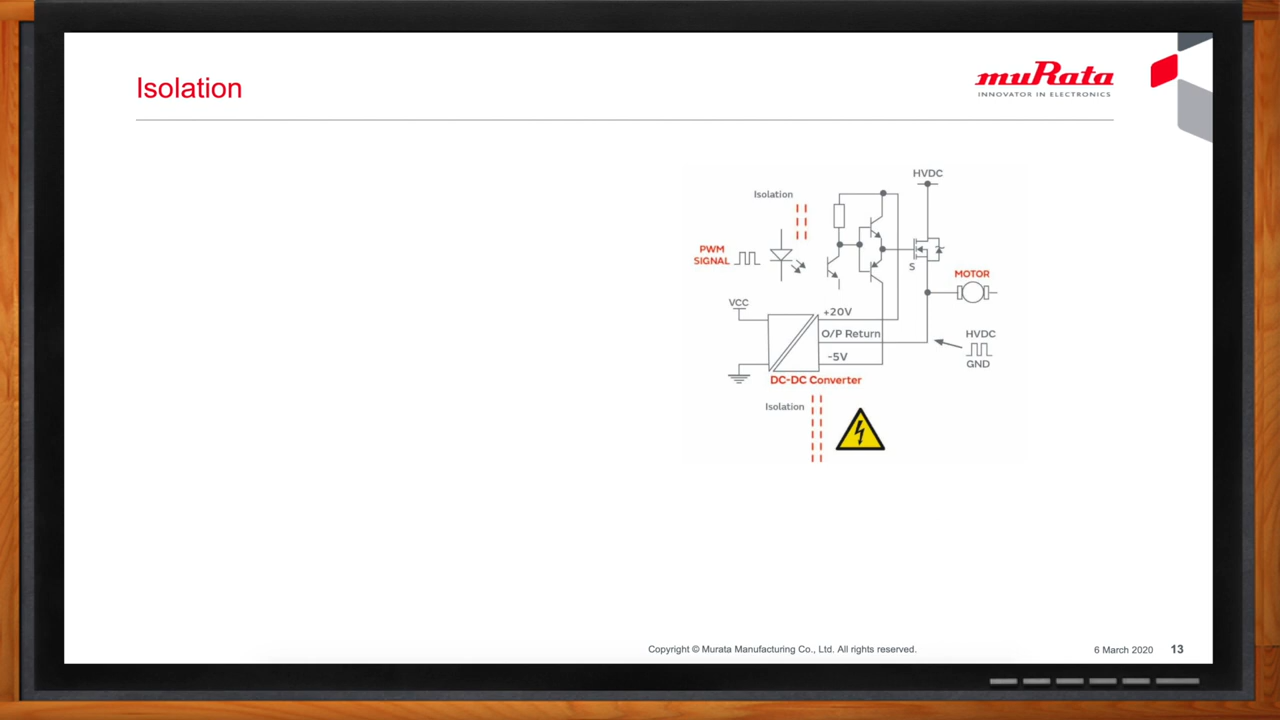 Isolation
muRata
INNOVATOR IN ELECTRONICS
HVDC
Isolation
PWM
SIGNAL
S
MOTOR
VCC
+20V
O/P Return
-5V
HVDC
GND
DC-DC Converter
Isolation
Copyright © Murata Manufacturing Co., Ltd. All rights reserved.
6 March 2020
13